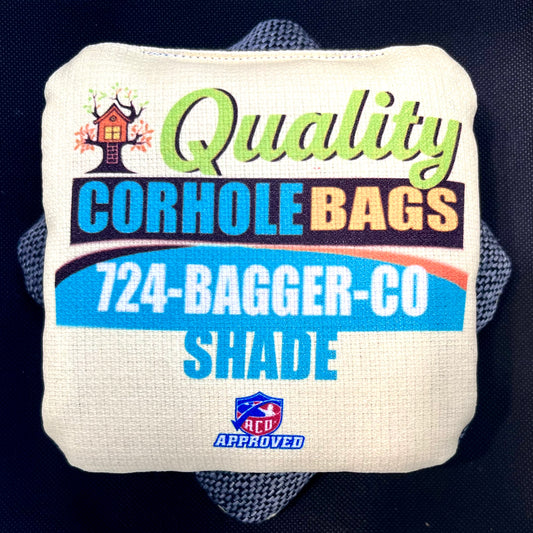 Quality
CORHOLE BAGS
724-BAGGER-CO
SHADE
ACO
APPROVED